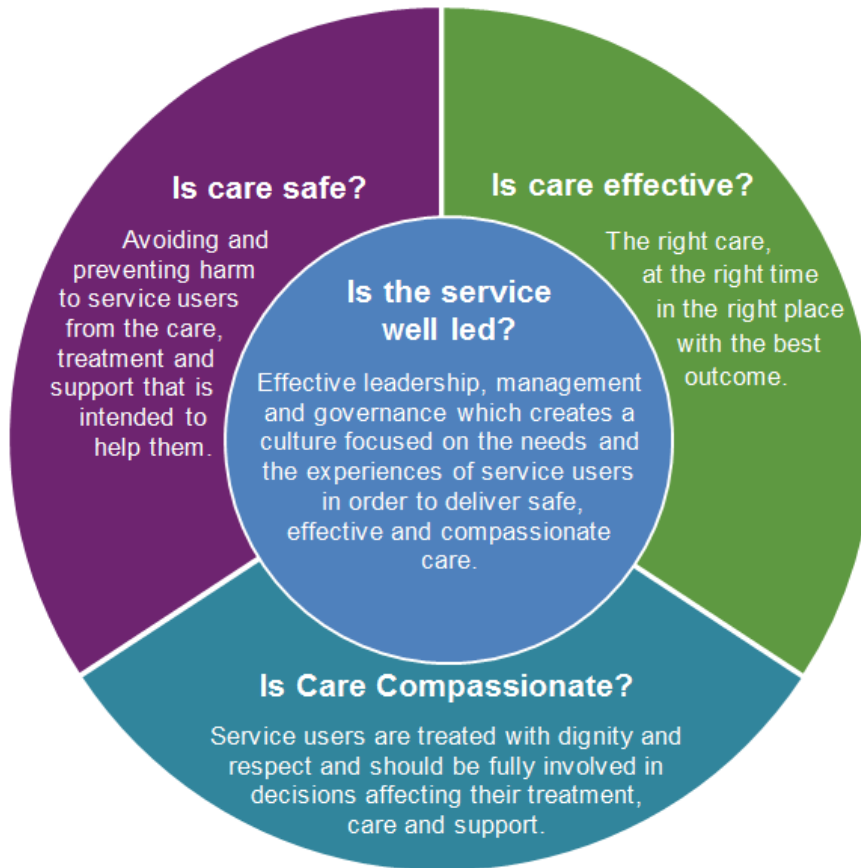 Is care safe?
Avoiding and
preventing harm
to service users
from the care,
treatment and
support that is
intended to
help them.
Is care effective?
The right care,
at the right time
in the right place
with the best
outcome.
Is the service
well led?
Effective leadership, management
and governance which creates a
culture focused on the needs and
the experiences of service users
in order to deliver safe,
effective and compassionate
care.
Is Care Compassionate?
Service users are treated with dignity and
respect and should be fully involved in
decisions affecting their treatment,
care and support.